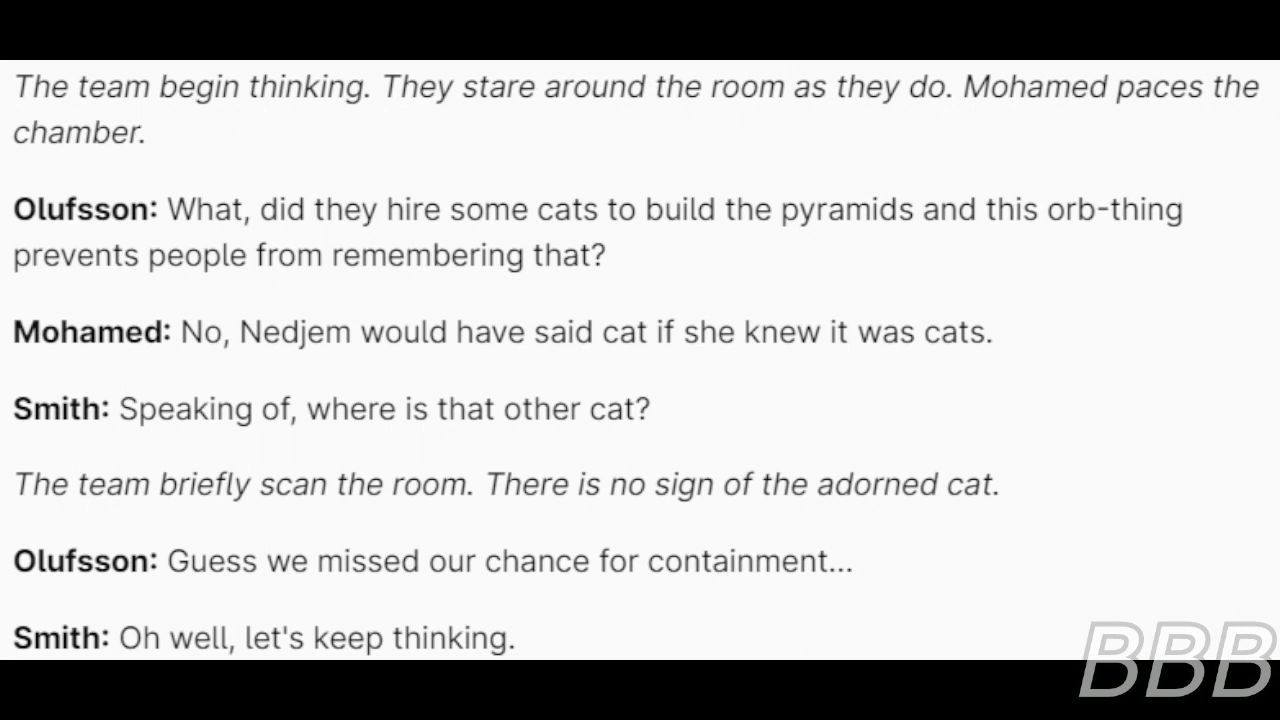 The team begin thinking. They stare around the room as they do. Mohamed paces the
chamber.
Olufsson: What, did they hire some cats to build the pyramids and this orb-thing
prevents people from remembering that?
Mohamed: No, Nedjem would have said cat if she knew it was cats.
Smith: Speaking of, where is that other cat?
The team briefly scan the room. There is no sign of the adorned cat.
Olufsson: Guess we missed our chance for containment...
Smith: Oh well, let's keep thinking.
BBB